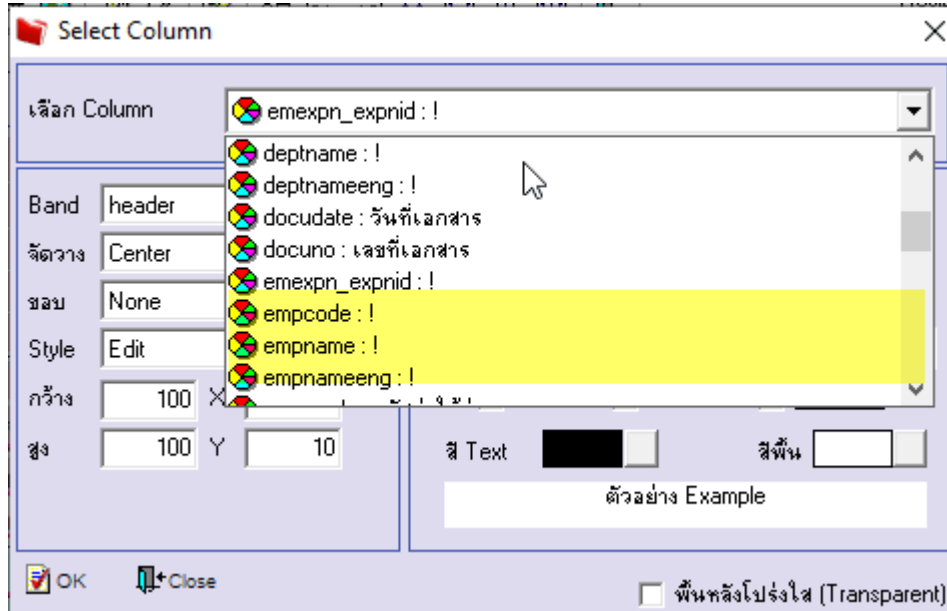 Select Column
เลือก Column
emexpn_expnid : !
deptname : !
deptnameeng : !
docudate : วันที่เอกสาร
docuno : เลขที่เอกสาร
emexpn_expnid : !
empcode : !
empname : !
empnameeng : !
Band header
จัดวาง Center
ขอบ None
Style Edit
กว้าง 100 X
สูง 100 Y 10
สี Text
สีพื้น
ตัวอย่าง Example
OK Close
พื้นหลังโปร่งใส (Transparent)